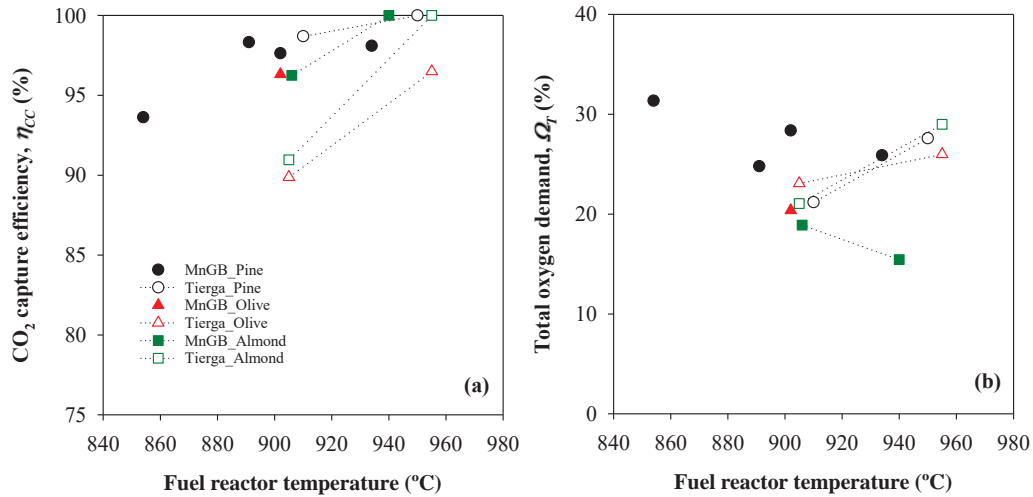 CO2 capture efficiency, ηCC (%)
100
95
90
85
80
75
MnGB_Pine
Tierga_Pine
MnGB_Olive
Tierga_Olive
MnGB_Almond
Tierga_Almond
(a)
840 860 880 900 920 940 960 980
Fuel reactor temperature (ºC)
Total oxygen demand, ΩT (%)
40
30
20
10
0
(b)
840 860 880 900 920 940 960 980
Fuel reactor temperature (ºC)